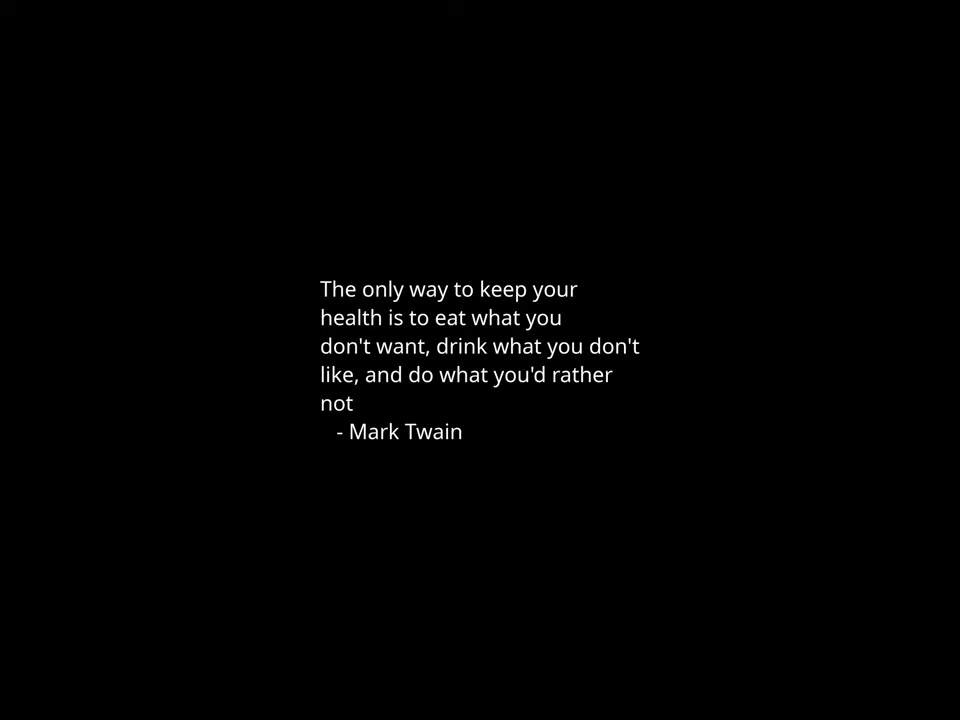 The only way to keep your
health is to eat what you
don't want, drink what you don't
like, and do what you'd rather
not
- Mark Twain